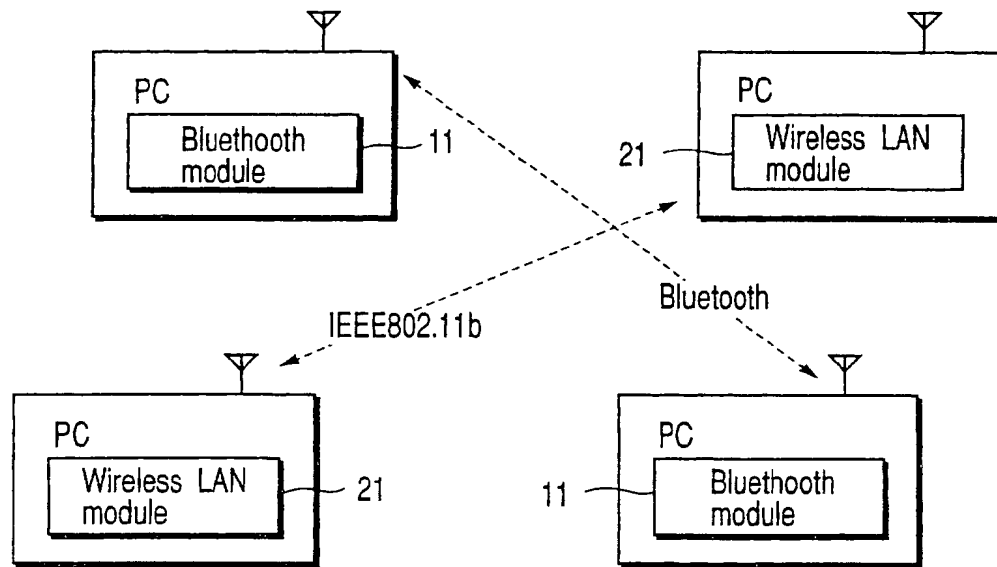 PC
Bluethooth
module
11
PC
Wireless LAN
module
21
IEEE802.11b
Bluetooth
PC
Wireless LAN
module
21
PC
Bluethooth
module
11